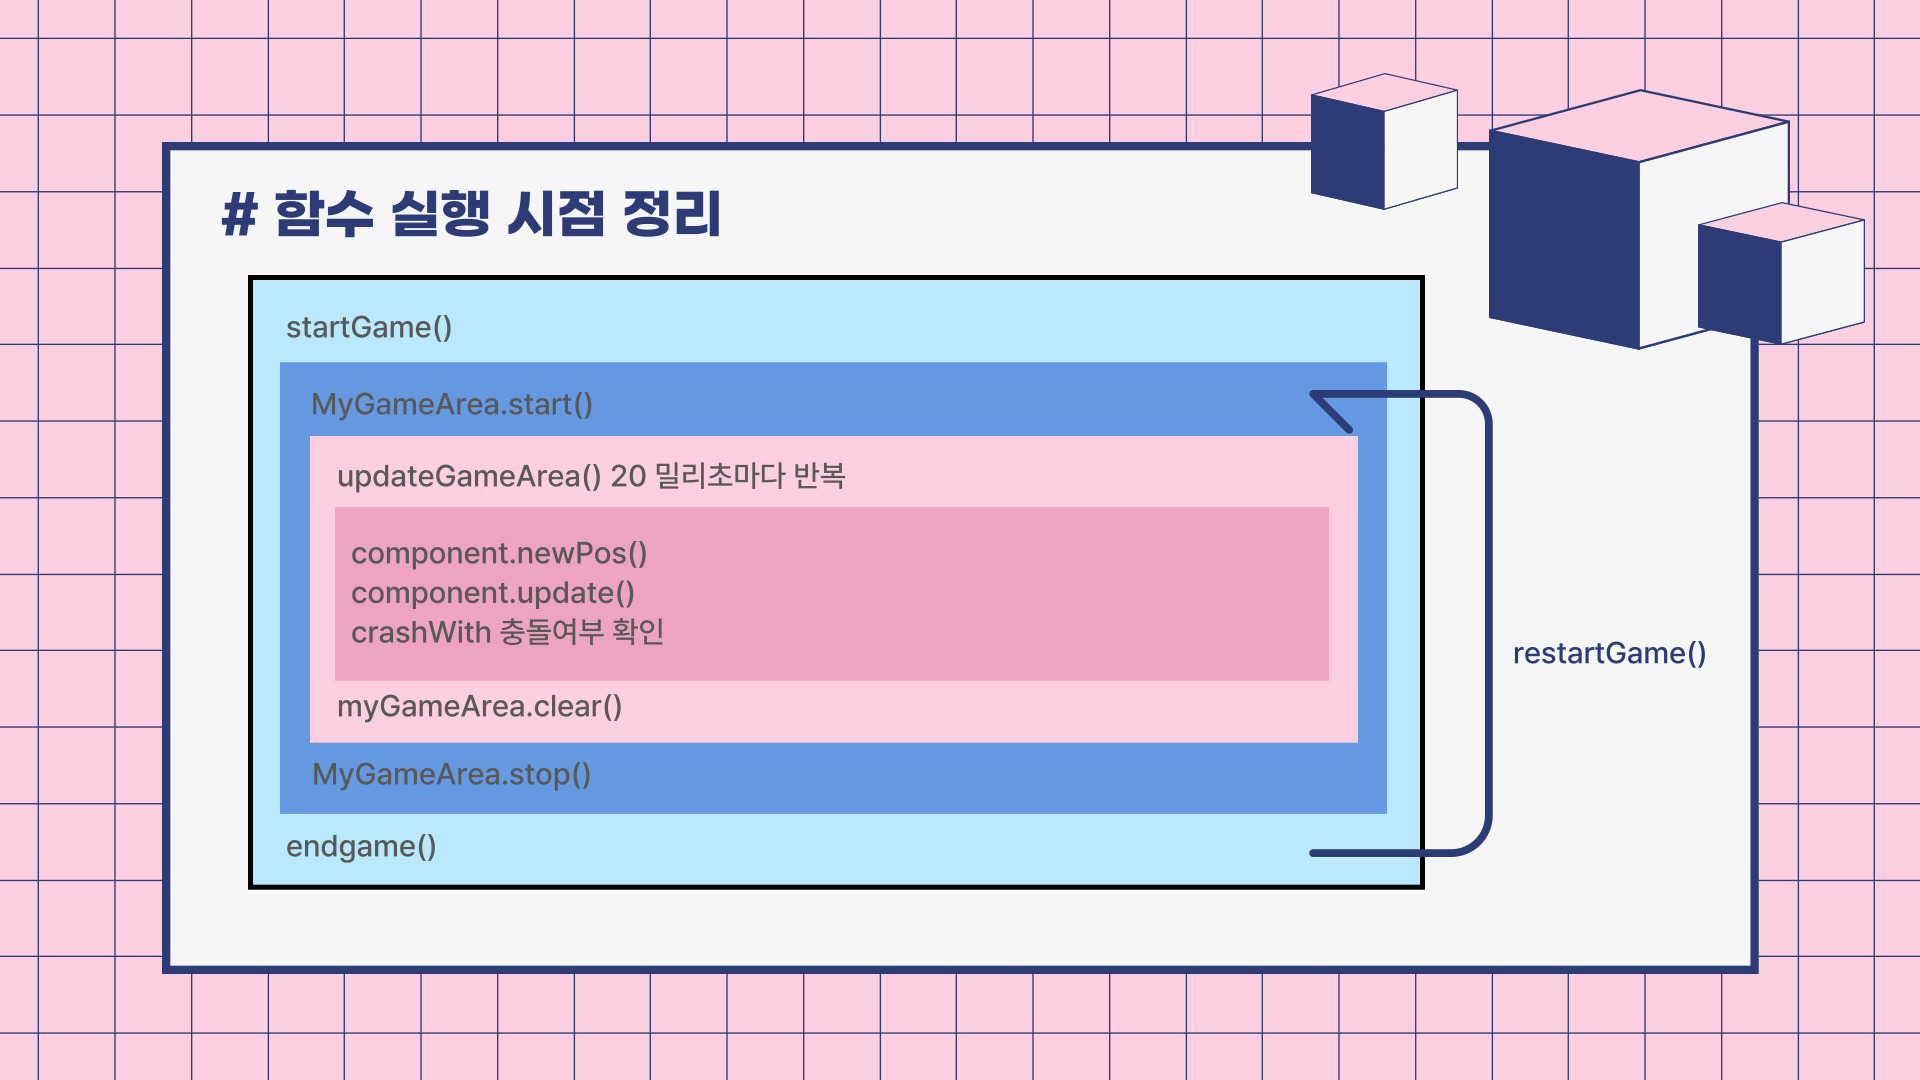 # 함수 실행 시점 정리
startGame()
MyGameArea.start()
updateGameArea() 20 밀리초마다 반복
component.newPos()
component.update()
crashWith 충돌여부 확인
myGameArea.clear()
MyGameArea.stop()
endgame()
restartGame()